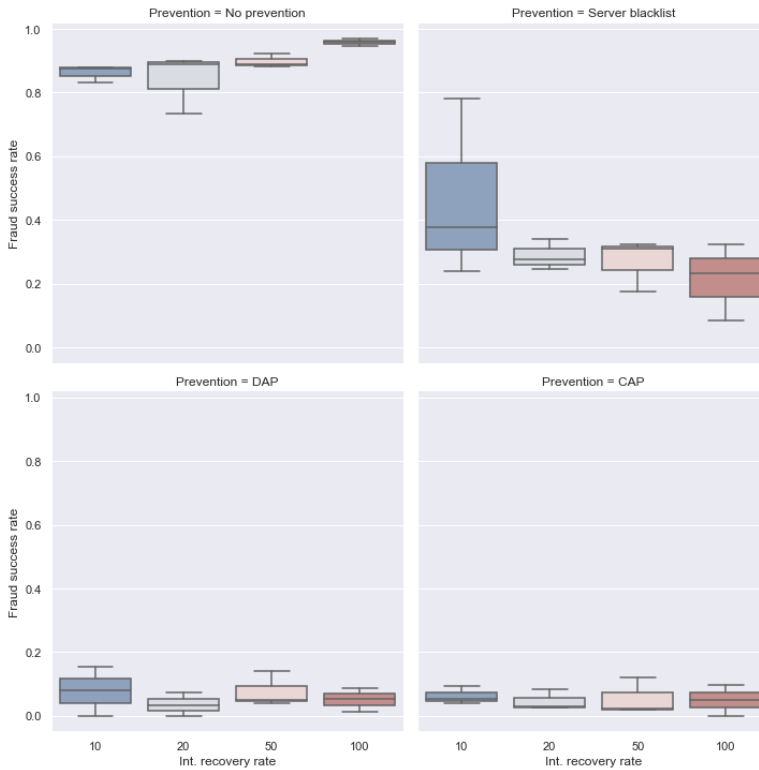 Prevention = No prevention
Prevention = Server blacklist
1.0
0.8
0.6
0.4
0.2
0.0
Fraud success rate
Prevention = DAP
Prevention = CAP
1.0
0.8
0.6
0.4
0.2
0.0
Fraud success rate
10 20 50 100
Int. recovery rate
10 20 50 100
Int. recovery rate